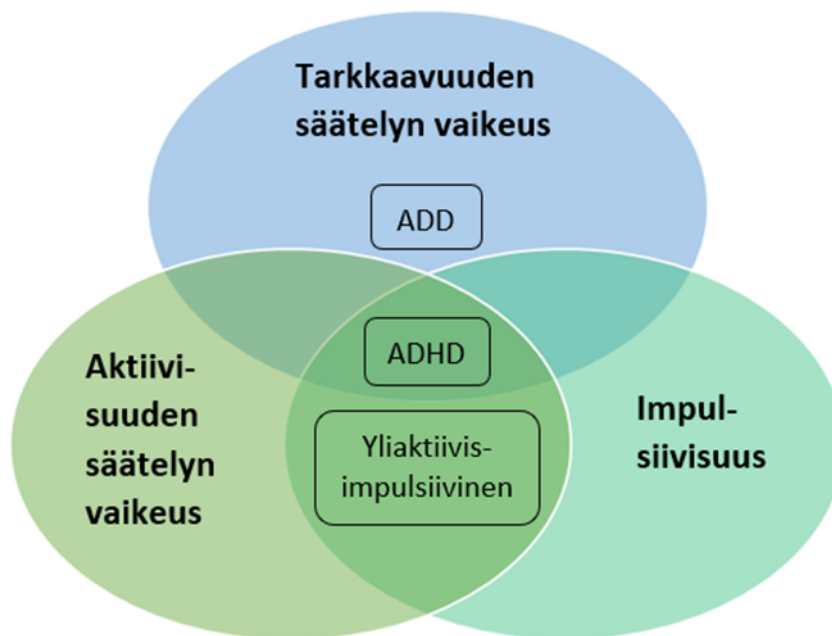 Tarkkaavuuden
säätelyn vaikeus
ADD
ADHD
Aktiivi-
suuden
säätelyn
vaikeus
Impul-
siivisuus
Yliaktiivis-
impulsiivinen